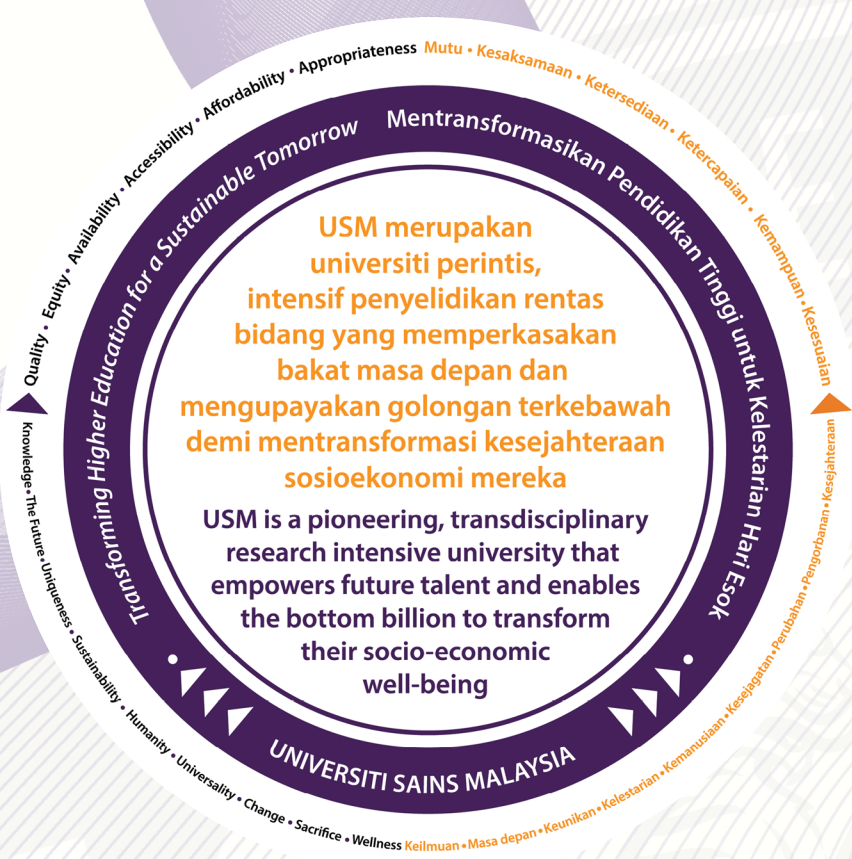 Quality • Equity • Availability • Accessibility • Affordability • Appropriateness
Mutu • Kesaksamaan • Ketersediaan • Ketercapaian • Kemampuan • Kesesuaian
Transforming Higher Education for a Sustainable Tomorrow
Mentransformasikan Pendidikan Tinggi untuk Kelestarian Hari Esok
USM merupakan
universiti perintis,
intensif penyelidikan rentas
bidang yang memperkasakan
bakat masa depan dan
mengupayakan golongan terkebawah
demi mentransformasi kesejahteraan
sosioekonomi mereka
USM is a pioneering, transdisciplinary
research intensive university that
empowers future talent and enables
the bottom billion to transform
their socio-economic
well-being
UNIVERSITI SAINS MALAYSIA
Knowledge • The Future • Uniqueness • Sustainability • Humanity • Universality • Change • Sacrifice • Wellness
Keilmuan • Masa depan • Keunikan • Kelestarian • Kemanusiaan • Kesejagatan • Perubahan • Pengorbanan • Kesejahteraan